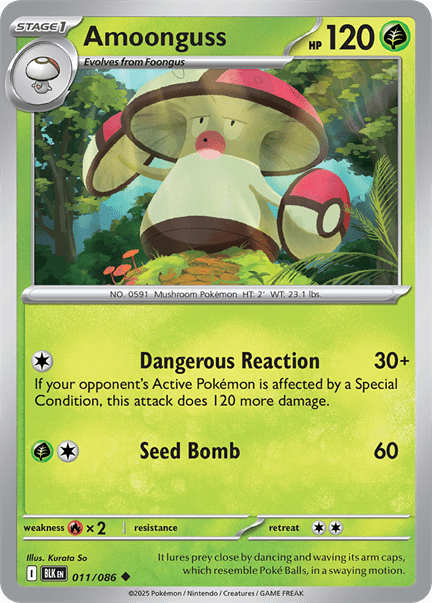 STAGE 1
Amoonguss
HP 120
Evolves from Foongus
NO. 0591 Mushroom Pokémon HT: 2' WT: 23.1 lbs.
Dangerous Reaction 30+
If your opponent's Active Pokémon is affected by a Special
Condition, this attack does 120 more damage.
Seed Bomb 60
weakness ×2 resistance retreat
Illus. Kurata So
I BLK EN 011/086
It lures prey close by dancing and waving its arm caps,
which resemble Poké Balls, in a swaying motion.
©2025 Pokémon / Nintendo / Creatures / GAME FREAK